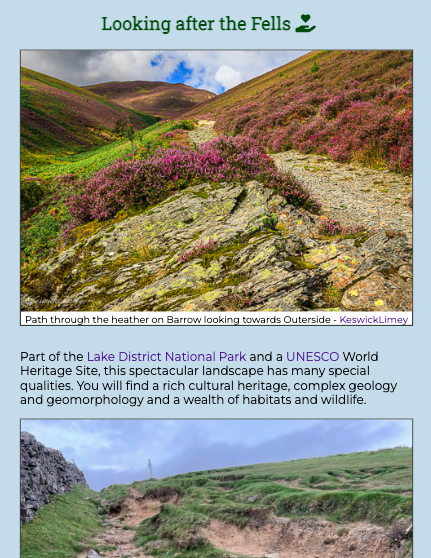 Looking after the Fells
Path through the heather on Barrow looking towards Outerside - KeswickLimey
Part of the Lake District National Park and a UNESCO World
Heritage Site, this spectacular landscape has many special
qualities. You will find a rich cultural heritage, complex geology
and geomorphology and a wealth of habitats and wildlife.